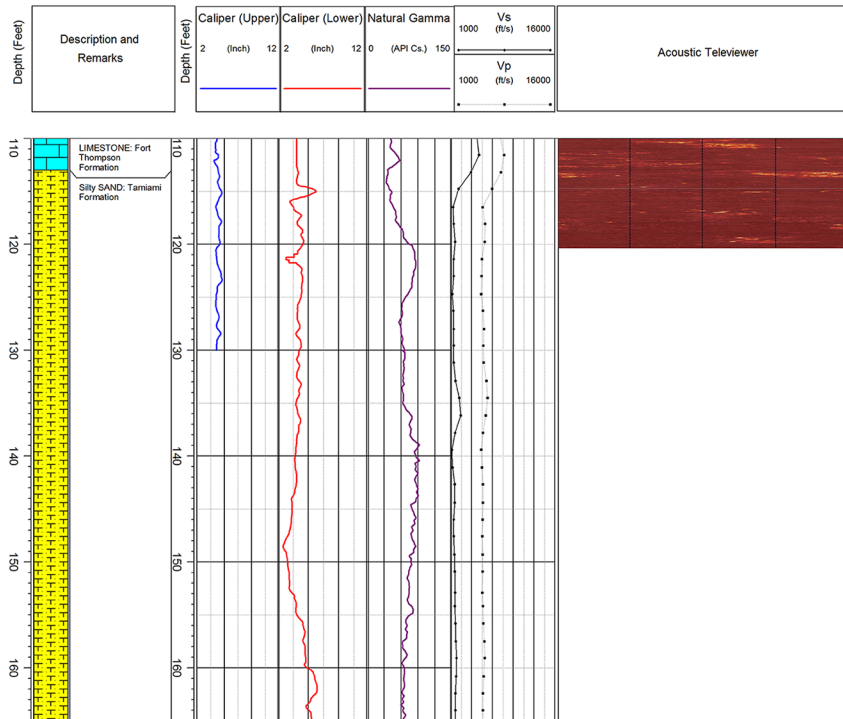 Depth (Feet)
Description and
Remarks
Depth (Feet)
Caliper (Upper)
2 (Inch) 12
Caliper (Lower)
2 (Inch) 12
Natural Gamma
0 (API Cs.) 150
Vs
1000 (ft/s) 16000
Vp
1000 (ft/s) 16000
Acoustic Televiewer
LIMESTONE: Fort
Thompson
Formation
Silty SAND: Tamiami
Formation
110
120
130
140
150
160
110
120
130
140
150
160